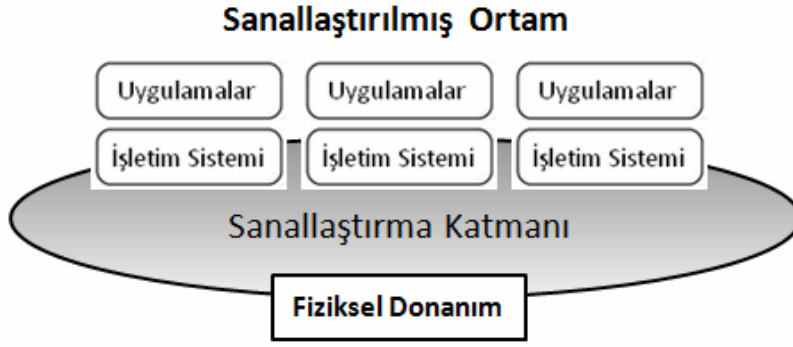 Sanallaştırılmış Ortam
Uygulamalar Uygulamalar Uygulamalar
İşletim Sistemi İşletim Sistemi İşletim Sistemi
Sanallaştırma Katmanı
Fiziksel Donanım